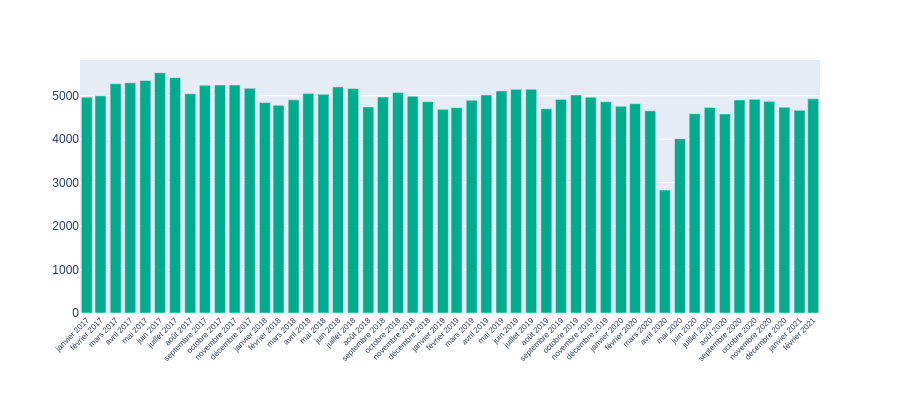 5000
4000
3000
2000
1000
0
janvier 2017
février 2017
mars 2017
avril 2017
mai 2017
juin 2017
juillet 2017
août 2017
septembre 2017
octobre 2017
novembre 2017
décembre 2017
janvier 2018
février 2018
mars 2018
avril 2018
mai 2018
juin 2018
juillet 2018
août 2018
septembre 2018
octobre 2018
novembre 2018
décembre 2018
janvier 2019
février 2019
mars 2019
avril 2019
mai 2019
juin 2019
juillet 2019
août 2019
septembre 2019
octobre 2019
novembre 2019
décembre 2019
janvier 2020
février 2020
mars 2020
avril 2020
mai 2020
juin 2020
juillet 2020
août 2020
septembre 2020
octobre 2020
novembre 2020
décembre 2020
janvier 2021
février 2021